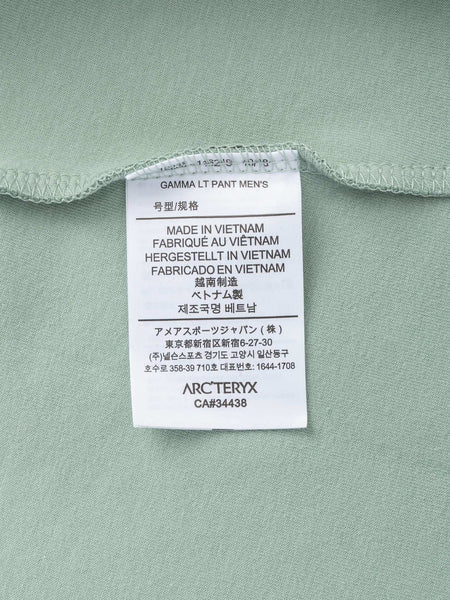 GAMMA LT PANT MEN'S
号型/规格
MADE IN VIETNAM
FABRIQUÉ AU VIÊTNAM
HERGESTELLT IN VIETNAM
FABRICADO EN VIETNAM
越南制造
ベトナム製
제조국명 베트남
アメアスポーツジャパン (株)
東京都新宿区新宿6-27-30
(주)넬슨스포츠 경기도 고양시 일산동구
호수로 358-39 710호 대표번호: 1644-1708
ARC'TERYX
CA#34438